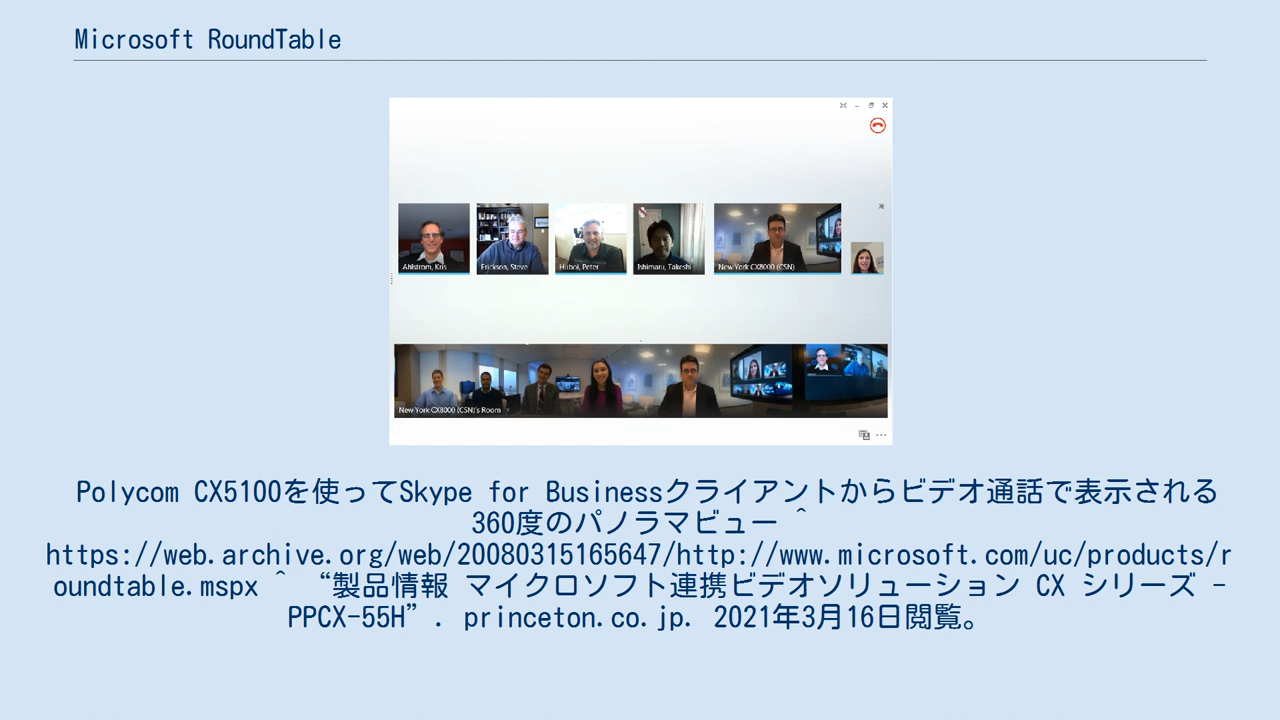 Microsoft RoundTable
Ahlstrom, Kris
Erickson, Steve
Huboi, Peter
Ishimaru, Takeshi
New York CX8000 (CSN)
New York CX8000 (CSN)'s Room
Polycom CX5100を使ってSkype for Businessクライアントからビデオ通話で表示される
360度のパノラマビュー ^
https://web.archive.org/web/20080315165647/http://www.microsoft.com/uc/products/r
oundtable.mspx ^ “製品情報 マイクロソフト連携ビデオソリューション CX シリーズ -
PPCX-55H”. princeton.co.jp. 2021年3月16日閲覧。